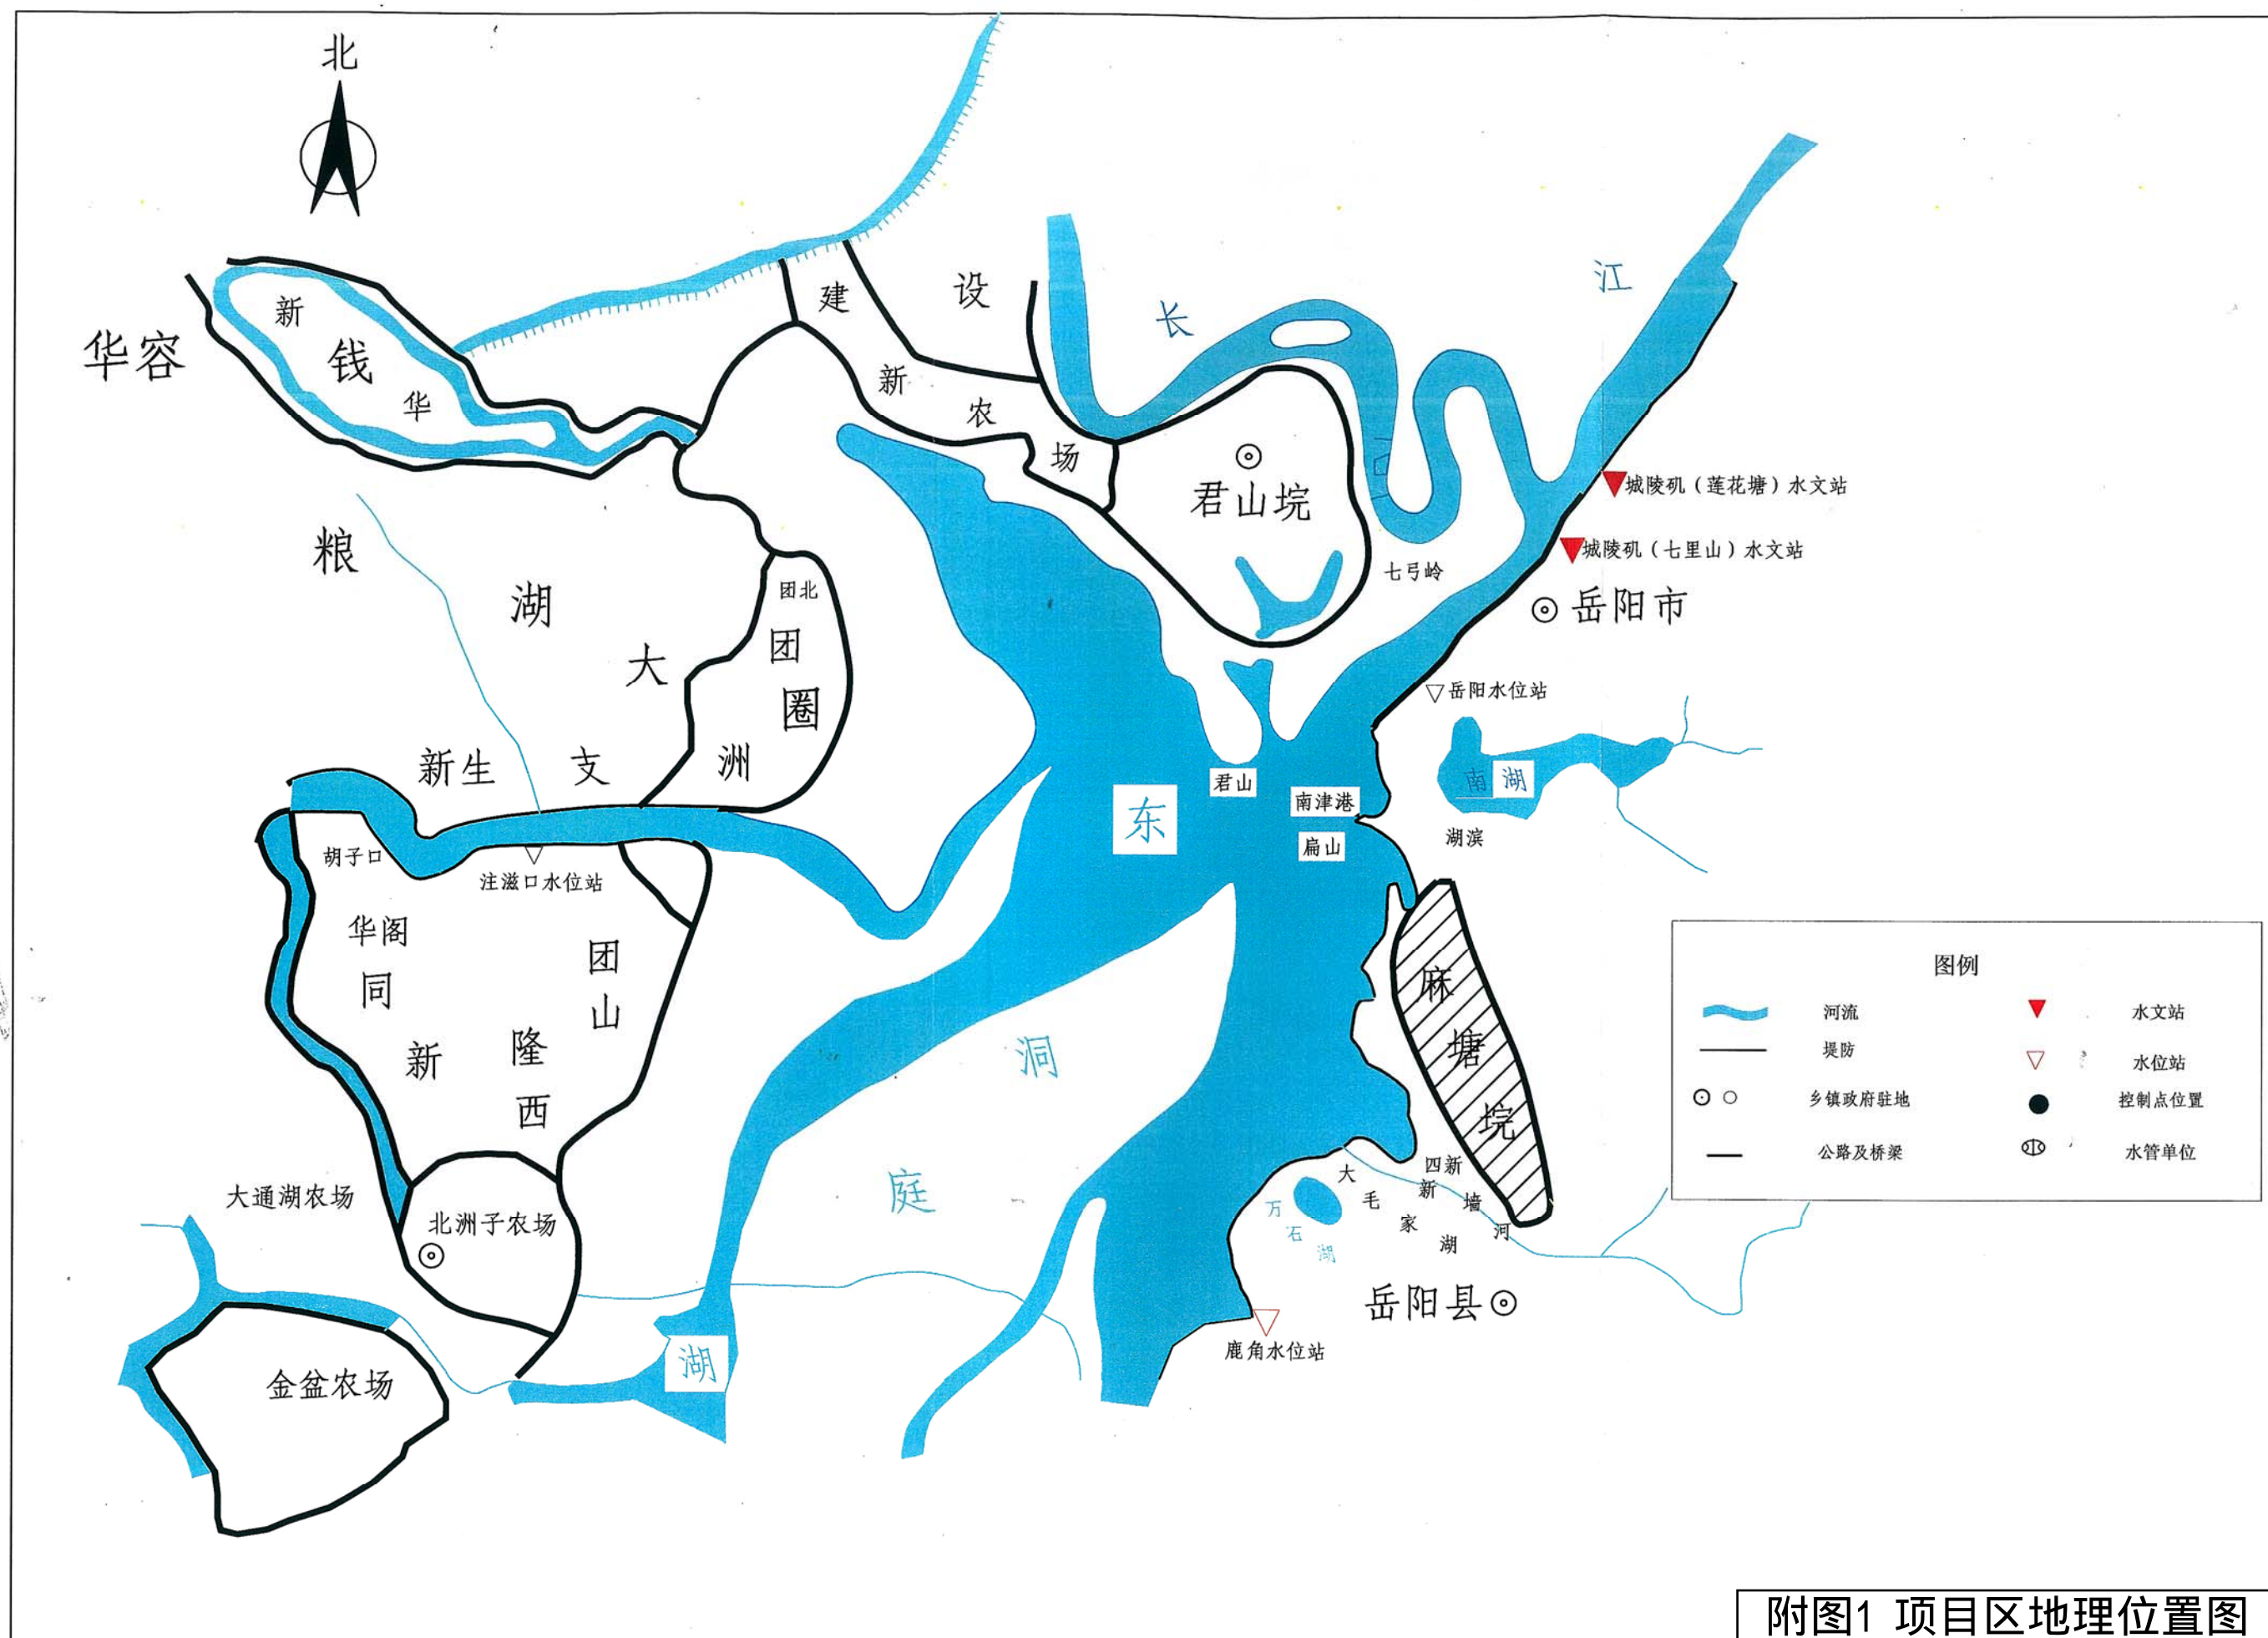 北
江
长
设
建
新
农
场
新
钱
华
华容
君山垸
城陵矶（莲花塘）水文站
城陵矶（七里山）水文站
七弓岭
岳阳市
粮
湖
大
团北
团
圈
洲
新生
支
岳阳水位站
南湖
君山
南津港
东
扁山
湖滨
胡子口
注滋口水位站
华阁
同
新
团
山
隆
西
麻
塘
垸
洞
庭
湖
大通湖农场
北洲子农场
金盆农场
四新
新
墙
河
大
毛
家
湖
万
石
湖
岳阳县
鹿角水位站
图例
河流
水文站
堤防
水位站
乡镇政府驻地
控制点位置
公路及桥梁
水管单位
附图1 项目区地理位置图